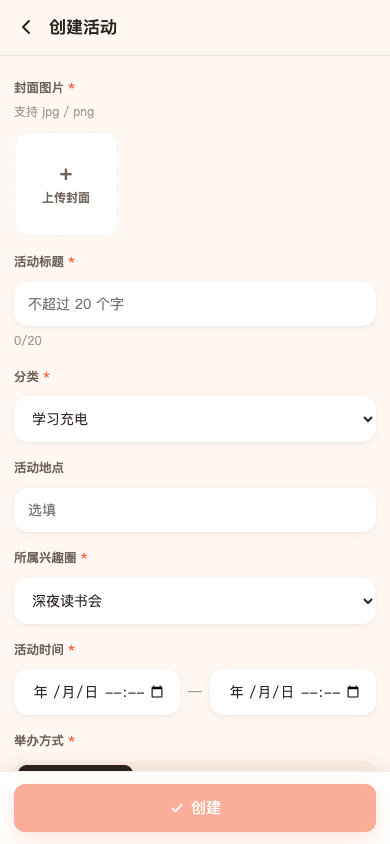 创建活动
封面图片 *
支持 jpg / png
+
上传封面
活动标题 *
不超过 20 个字
0/20
分类 *
学习充电
活动地点
选填
所属兴趣圈 *
深夜读书会
活动时间 *
年 /月/日 --:-- — 年 /月/日 --:--
举办方式 *
创建